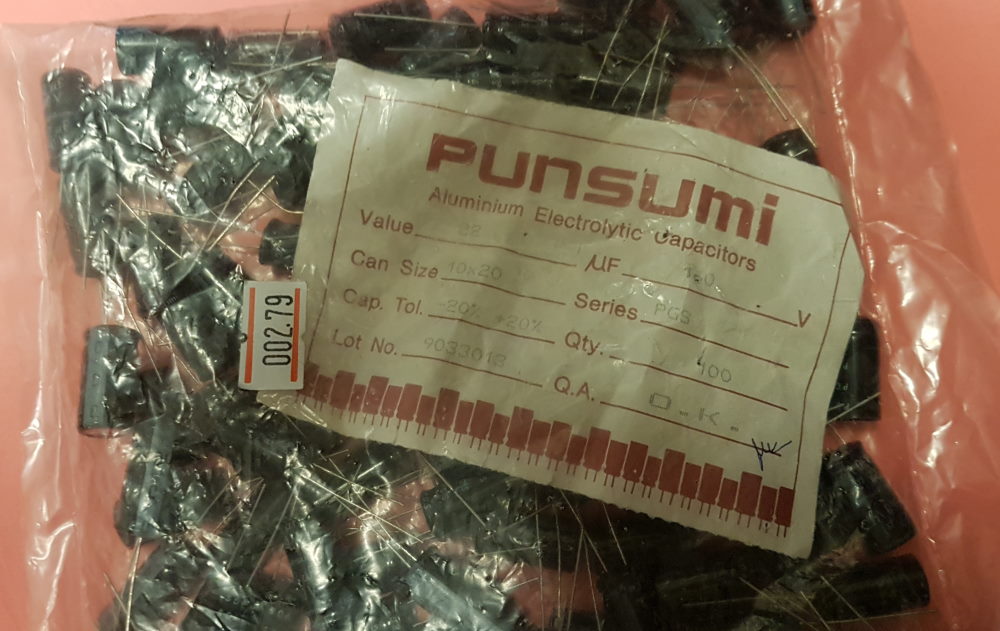 PUNSUMI
Aluminium Electrolytic Capacitors
Value 22 µF 160 V
Can Size 10x20 Series PGS
Cap. Tol. -20% +20% Qty. 100
Lot No. 9033013 Q.A. O.K.
002.79